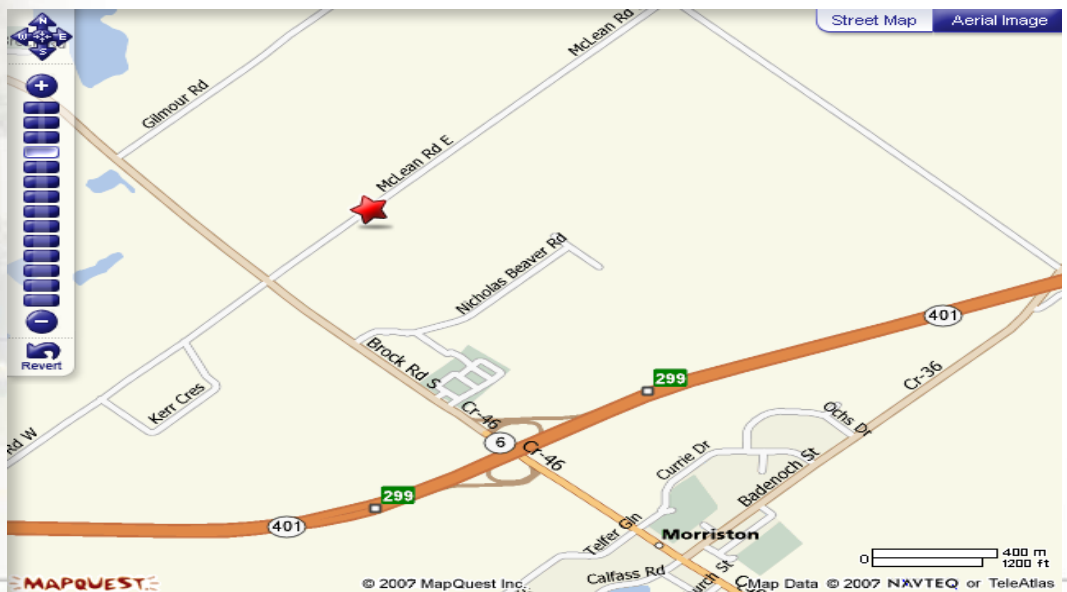 Street Map
Aerial Image
N
W
E
S
McLean Rd
Gilmour Rd
McLean Rd E
Nicholas Beaver Rd
401
Revert
Brock Rd S
299
Cr-36
Kerr Cres
Cr-46
Ochs Dr
6
Cr-46
Rd W
Currie Dr
Badenoch St
299
401
Telfer Gln
Morriston
0
400 m
1200 ft
Calfass Rd
urch St
MAPQUEST
© 2007 MapQuest Inc.
Map Data © 2007 NAVTEQ or TeleAtlas